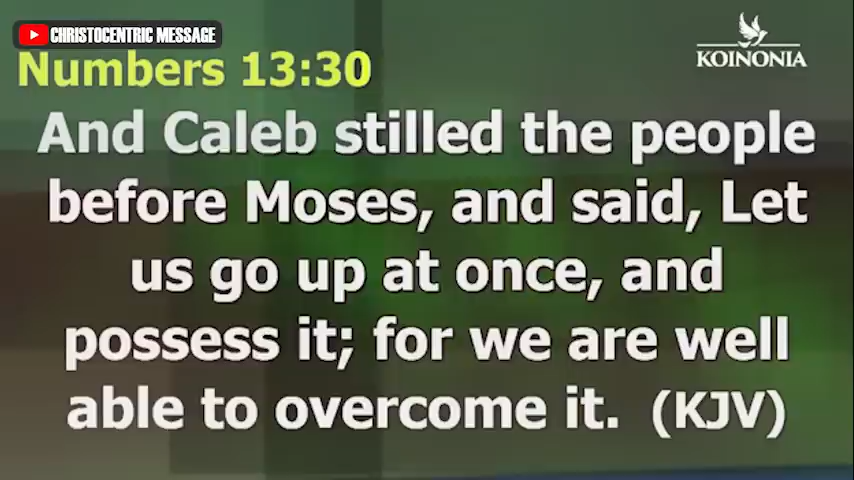 CHRISTOCENTRIC MESSAGE
KOINONIA
Numbers 13:30
And Caleb stilled the people
before Moses, and said, Let
us go up at once, and
possess it; for we are well
able to overcome it. (KJV)